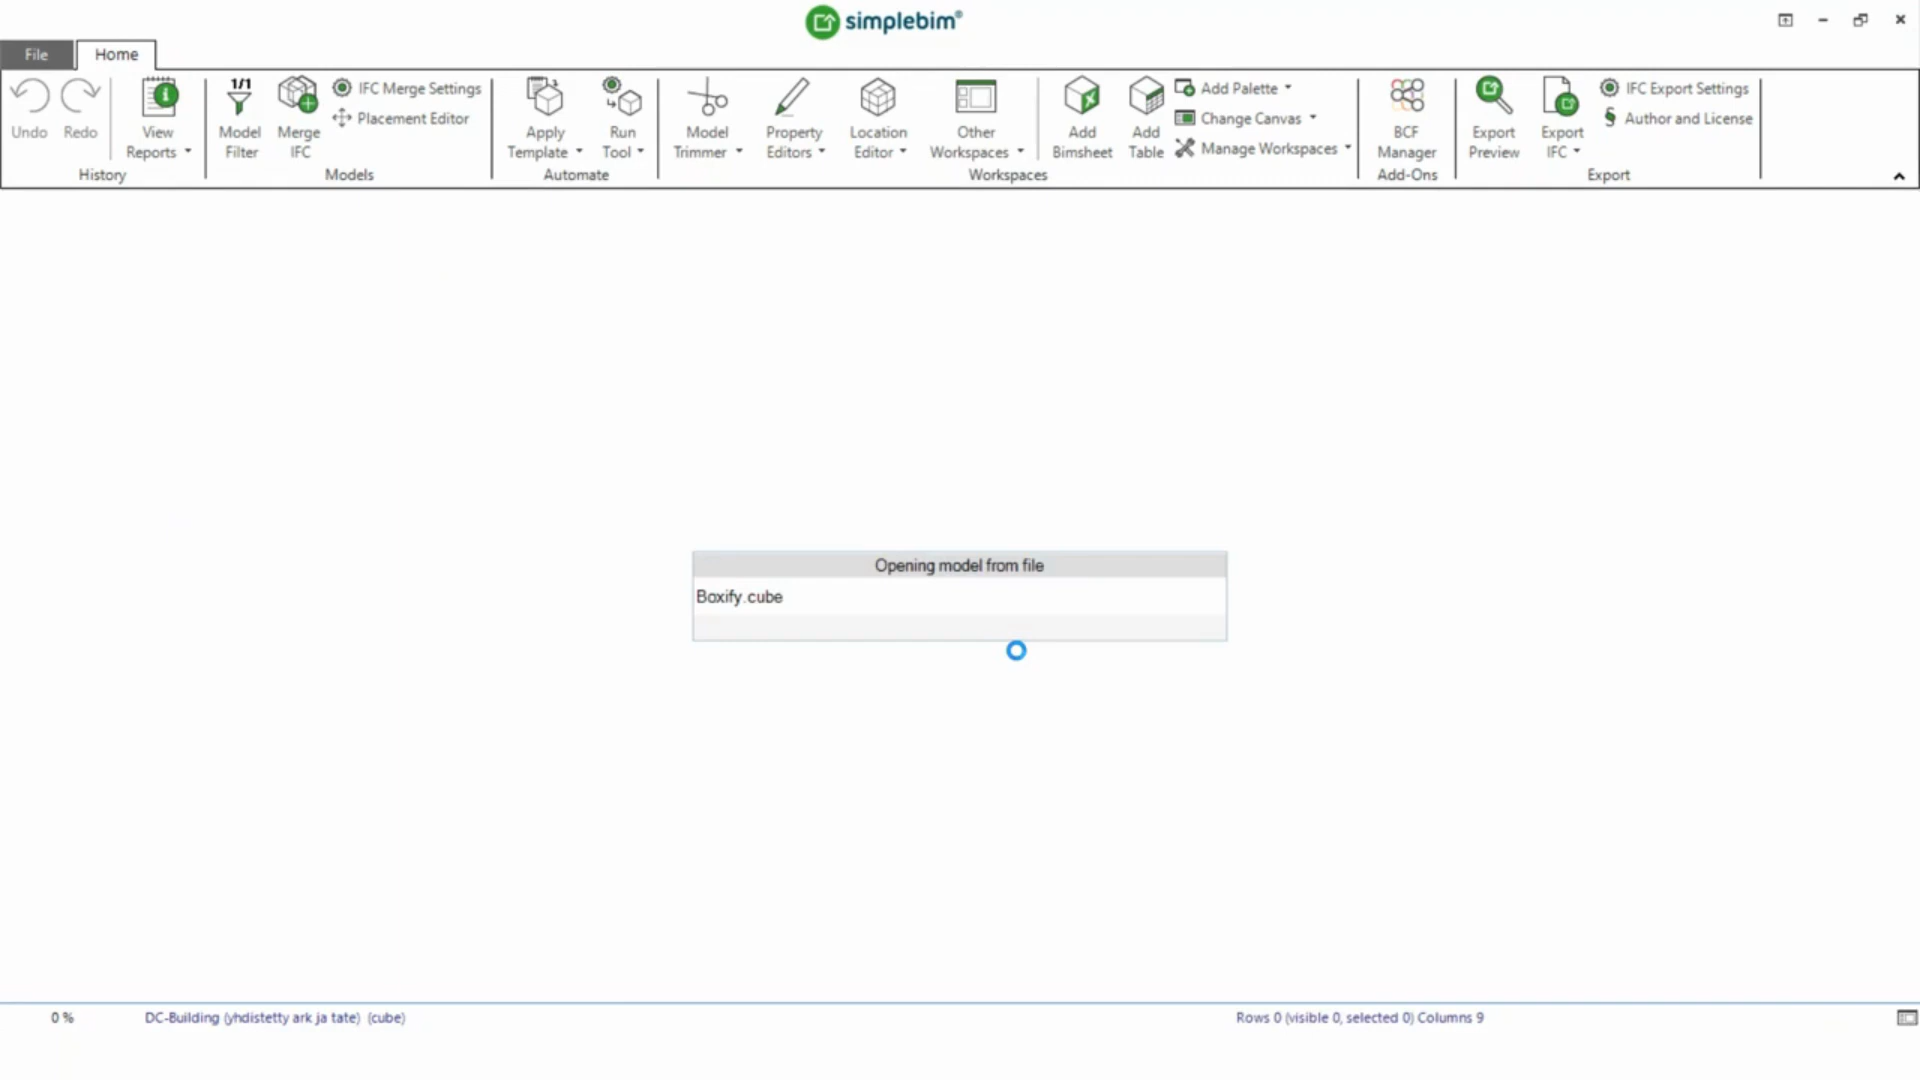 simplebim®
File Home
Undo Redo
View
Reports
History
1/1
Model
Filter
Merge
IFC
IFC Merge Settings
Placement Editor
Models
Apply
Template
Run
Tool
Automate
Model
Trimmer
Property
Editors
Location
Editor
Other
Workspaces
Add
Bimsheet
Add
Table
Add Palette
Change Canvas
Manage Workspaces
Workspaces
BCF
Manager
Add-Ons
Export
Preview
Export
IFC
IFC Export Settings
Author and License
Export
Opening model from file
Boxify.cube
0 % DC-Building (yhdistetty ark ja tate) (cube) Rows 0 (visible 0, selected 0) Columns 9